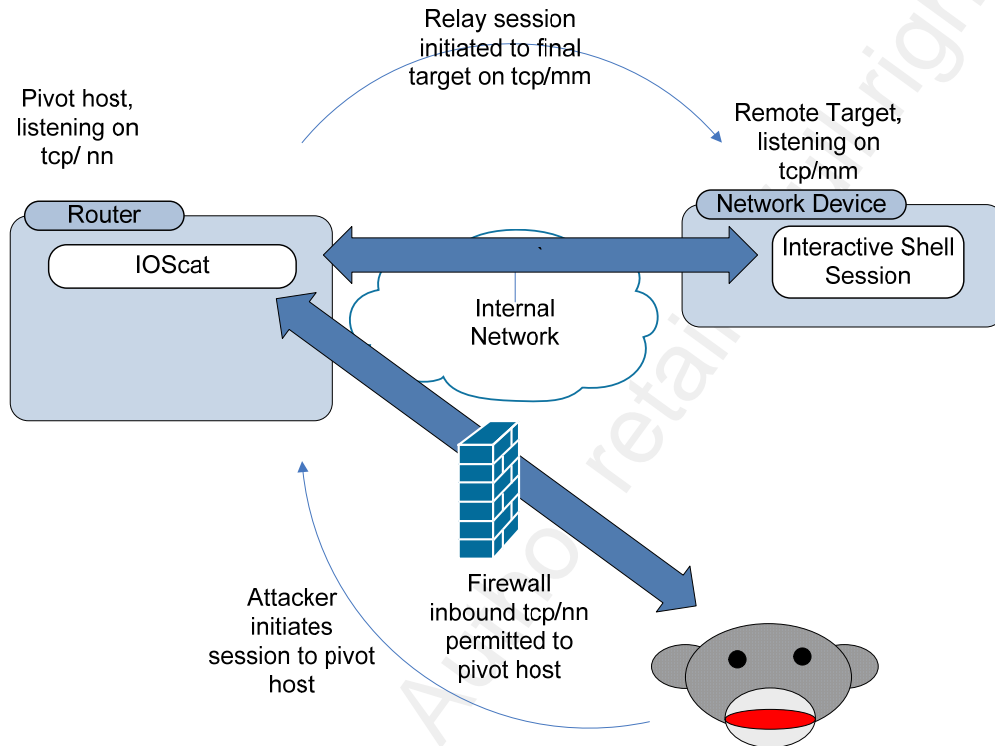 Relay session
initiated to final
target on tcp/mm
Pivot host,
listening on
tcp/ nn
Remote Target,
listening on
tcp/mm
Router
Network Device
IOScat
Interactive Shell
Session
Internal
Network
Attacker
initiates
session to pivot
host
Firewall
inbound tcp/nn
permitted to
pivot host